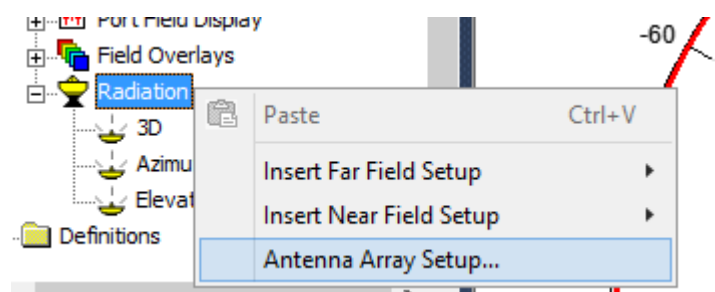 Port Field Display
-60
Field Overlays
Radiation
Paste Ctrl+V
3D
Azimu
Insert Far Field Setup
Elevat
Insert Near Field Setup
Definitions
Antenna Array Setup...